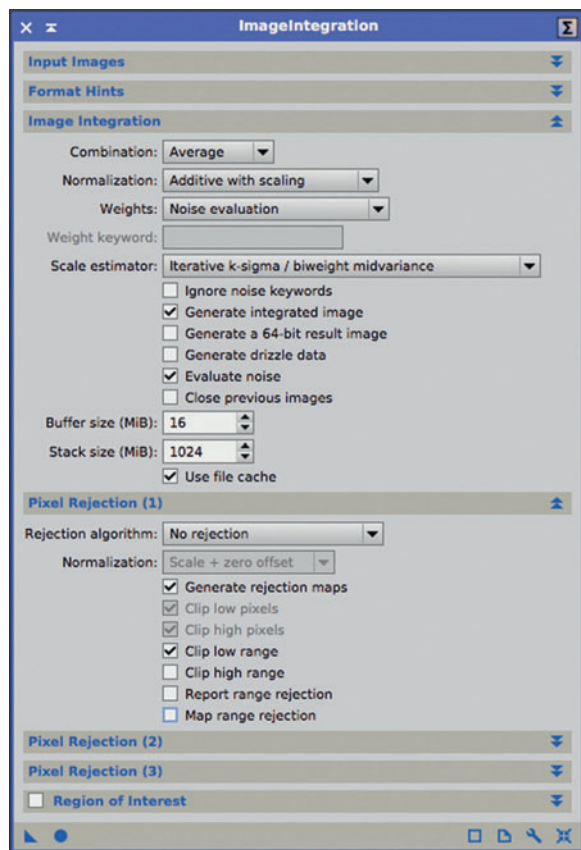 ImageIntegration
Σ
Input Images
Format Hints
Image Integration
Combination: Average
Normalization: Additive with scaling
Weights: Noise evaluation
Weight keyword:
Scale estimator: Iterative k-sigma / biweight midvariance
Ignore noise keywords
Generate integrated image
Generate a 64-bit result image
Generate drizzle data
Evaluate noise
Close previous images
Buffer size (MiB): 16
Stack size (MiB): 1024
Use file cache
Pixel Rejection (1)
Rejection algorithm: No rejection
Normalization: Scale + zero offset
Generate rejection maps
Clip low pixels
Clip high pixels
Clip low range
Clip high range
Report range rejection
Map range rejection
Pixel Rejection (2)
Pixel Rejection (3)
Region of Interest